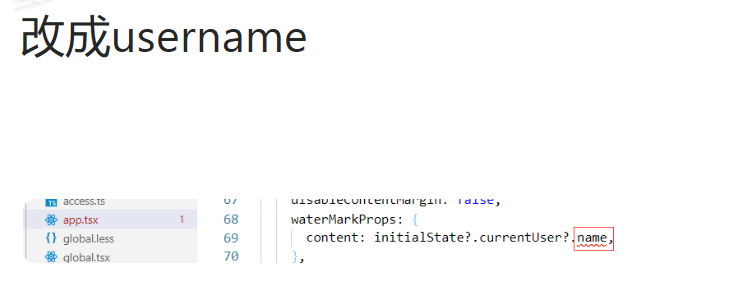 改成username
access.ts
67 disableContentMargin: false,
app.tsx 1
68 waterMarkProps: {
global.less
69 content: initialState?.currentUser?.name,
global.tsx
70 },